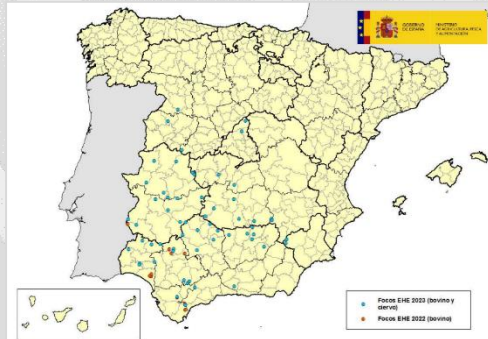 GOBIERNO
DE ESPAÑA
MINISTERIO
DE AGRICULTURA, PESCA
Y ALIMENTACIÓN
Focos EHE 2023 (bovino y
ciervo)
Focos EHE 2022 (bovino)